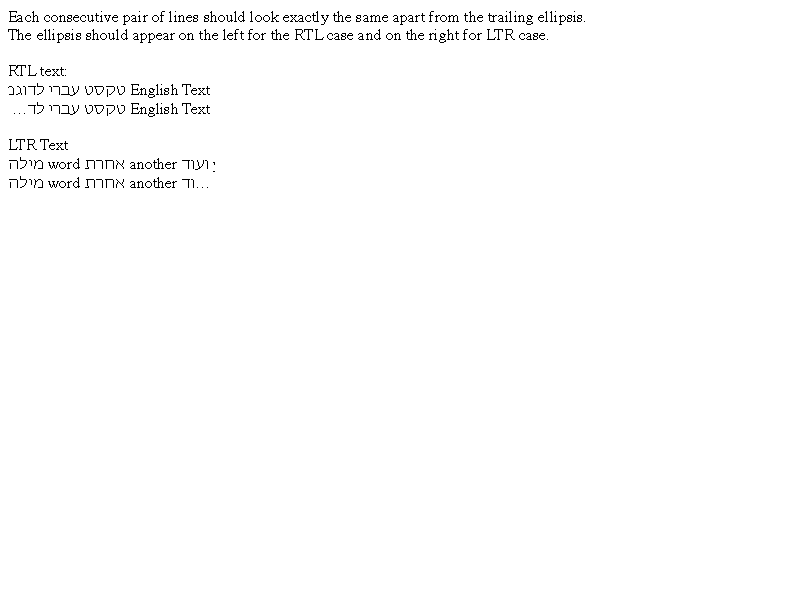 Each consecutive pair of lines should look exactly the same apart from the trailing ellipsis.
The ellipsis should appear on the left for the RTL case and on the right for LTR case.
RTL text:
English Text טקסט עברי לדוגמ
English Text טקסט עברי לד...
LTR Text
מילה word אחרת another ועוד
מילה word אחרת another וד...